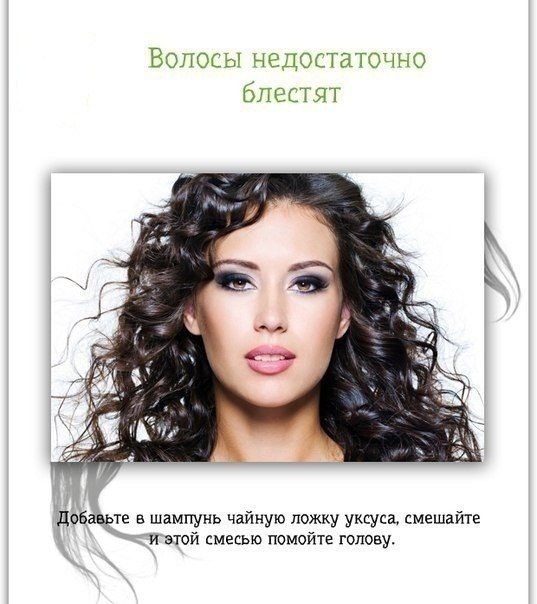 Волосы недостаточно
блестят
Добавьте в шампунь чайную ложку уксуса, смешайте
и этой смесью помойте голову.